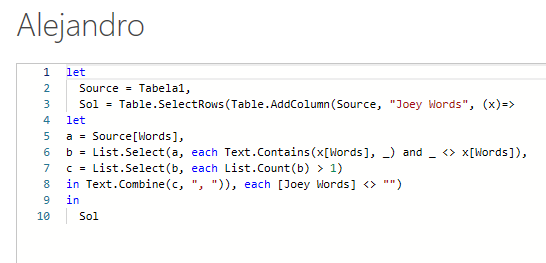 Alejandro
1 let
2 Source = Tabela1,
3 Sol = Table.SelectRows(Table.AddColumn(Source, "Joey Words", (x)=>
4 let
5 a = Source[Words],
6 b = List.Select(a, each Text.Contains(x[Words], _) and _ <> x[Words]),
7 c = List.Select(b, each List.Count(b) > 1)
8 in Text.Combine(c, ", ")), each [Joey Words] <> "")
9 in
10 Sol